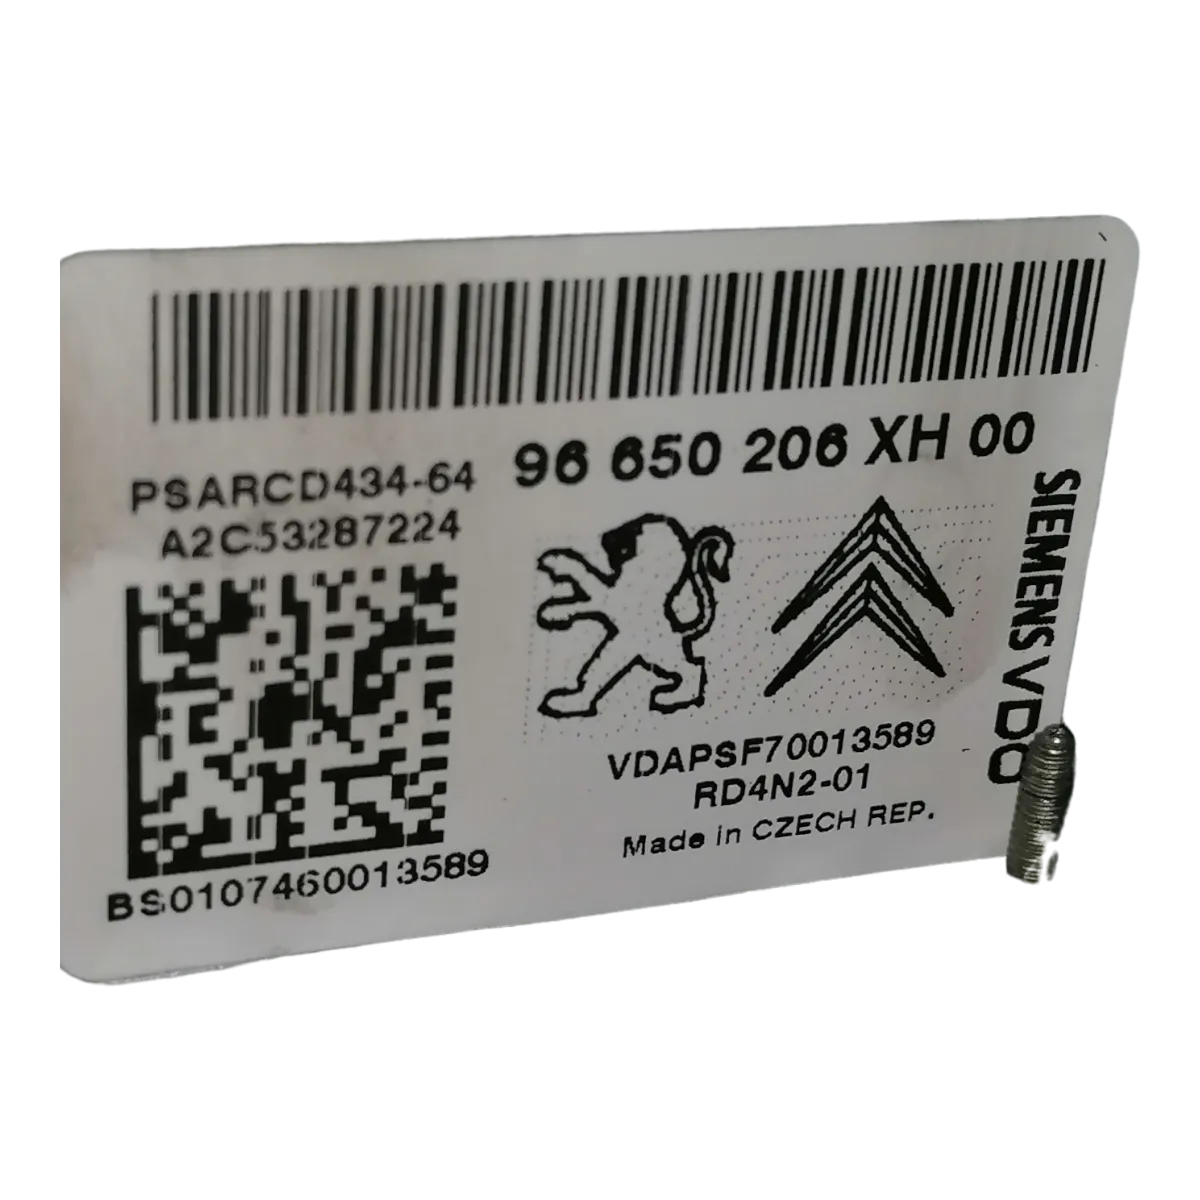 96 650 206 XH 00
PSARCD434-64
A2C53287224
SIEMENS VDO
VDAPSF70013589
RD4N2-01
Made in CZECH REP.
BS0107460013589